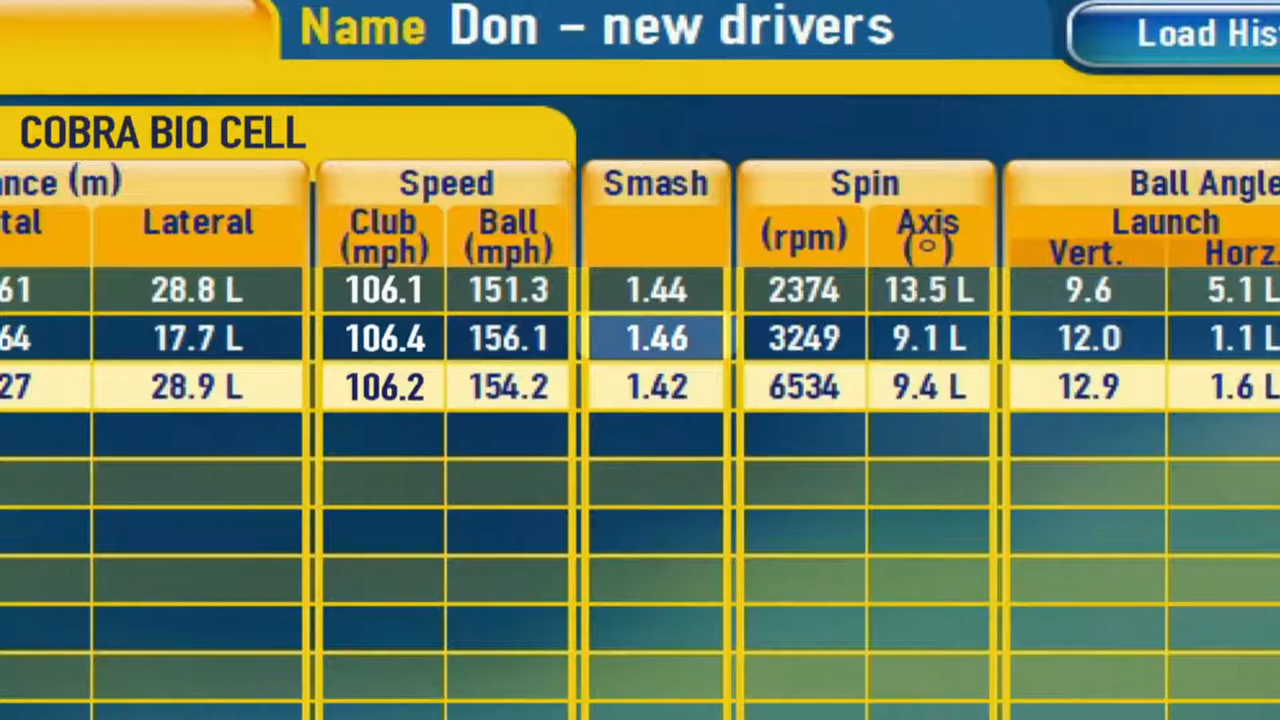 Name Don – new drivers
Load His
COBRA BIO CELL
nce (m) Speed Smash Spin Ball Angle
tal Lateral Club (mph) Ball (mph) (rpm) Axis (°) Launch
Vert. Horz.
61 28.8 L 106.1 151.3 1.44 2374 13.5 L 9.6 5.1 L
64 17.7 L 106.4 156.1 1.46 3249 9.1 L 12.0 1.1 L
27 28.9 L 106.2 154.2 1.42 6534 9.4 L 12.9 1.6 L